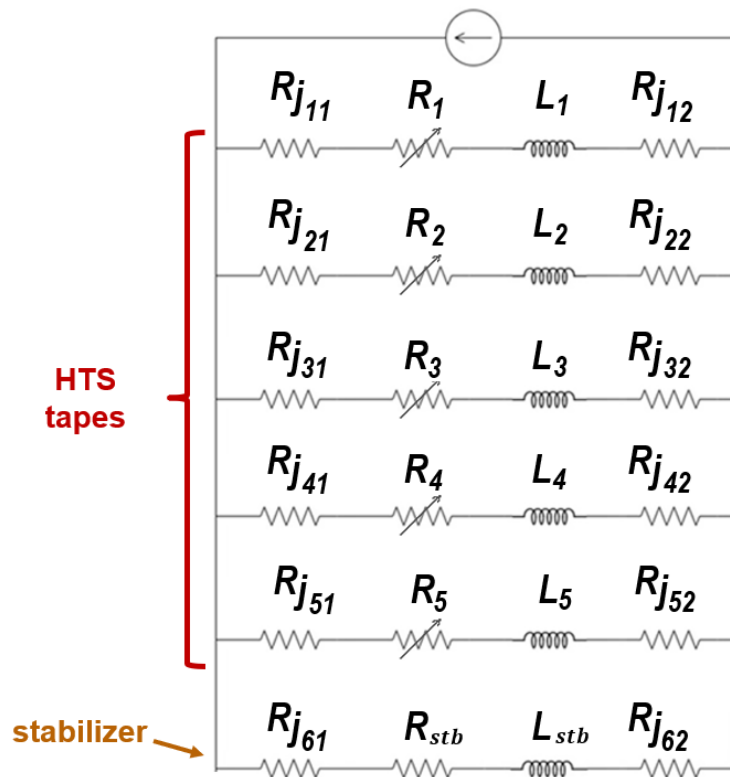 Rj11 R1 L1 Rj12
Rj21 R2 L2 Rj22
Rj31 R3 L3 Rj32
HTS
tapes
Rj41 R4 L4 Rj42
Rj51 R5 L5 Rj52
stabilizer
Rj61 Rstb Lstb Rj62